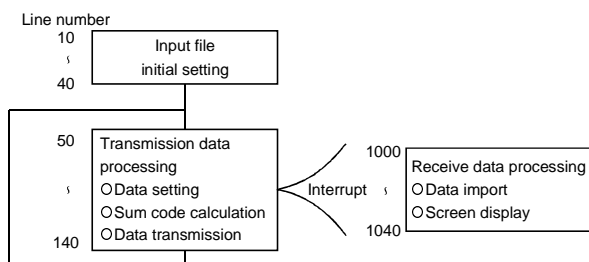 Line number
10
~
40
Input file
initial setting
50
~
140
Transmission data
processing
○Data setting
○Sum code calculation
○Data transmission
Interrupt
1000
~
1040
Receive data processing
○Data import
○Screen display